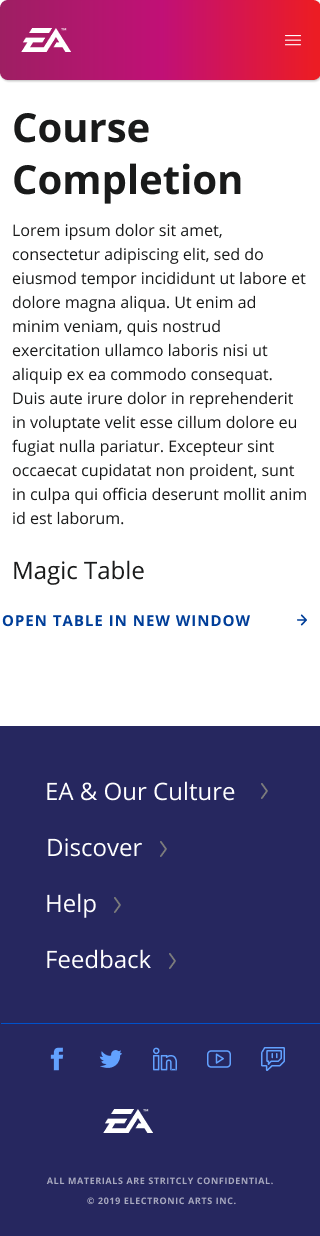 EA™
Course
Completion
Lorem ipsum dolor sit amet,
consectetur adipiscing elit, sed do
eiusmod tempor incididunt ut labore et
dolore magna aliqua. Ut enim ad
minim veniam, quis nostrud
exercitation ullamco laboris nisi ut
aliquip ex ea commodo consequat.
Duis aute irure dolor in reprehenderit
in voluptate velit esse cillum dolore eu
fugiat nulla pariatur. Excepteur sint
occaecat cupidatat non proident, sunt
in culpa qui officia deserunt mollit anim
id est laborum.
Magic Table
OPEN TABLE IN NEW WINDOW
EA & Our Culture
Discover
Help
Feedback
EA™
ALL MATERIALS ARE STRITCLY CONFIDENTIAL.
© 2019 ELECTRONIC ARTS INC.